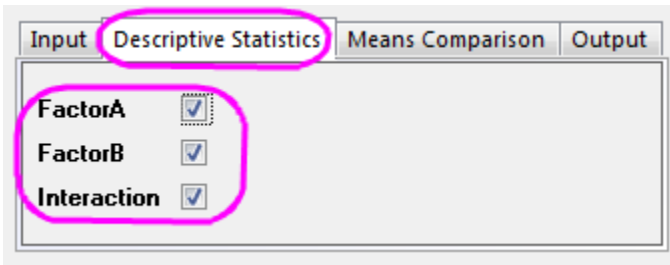 Input Descriptive Statistics Means Comparison Output
FactorA
FactorB
Interaction